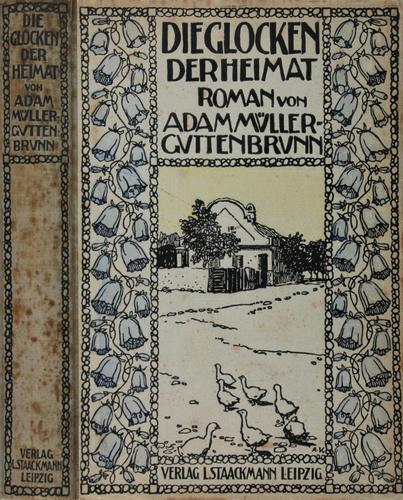 DIE
GLOCKEN
DER
HEIMAT
VON
ADAM
MÜLLER
GUTTEN
BRUNN
VERLAG
L.STAACKMANN
LEIPZIG
DIE GLOCKEN
DER HEIMAT
ROMAN VON
ADAM MÜLLER-
GUTTENBRUNN
A.K.
VERLAG L.STAACKMANN LEIPZIG